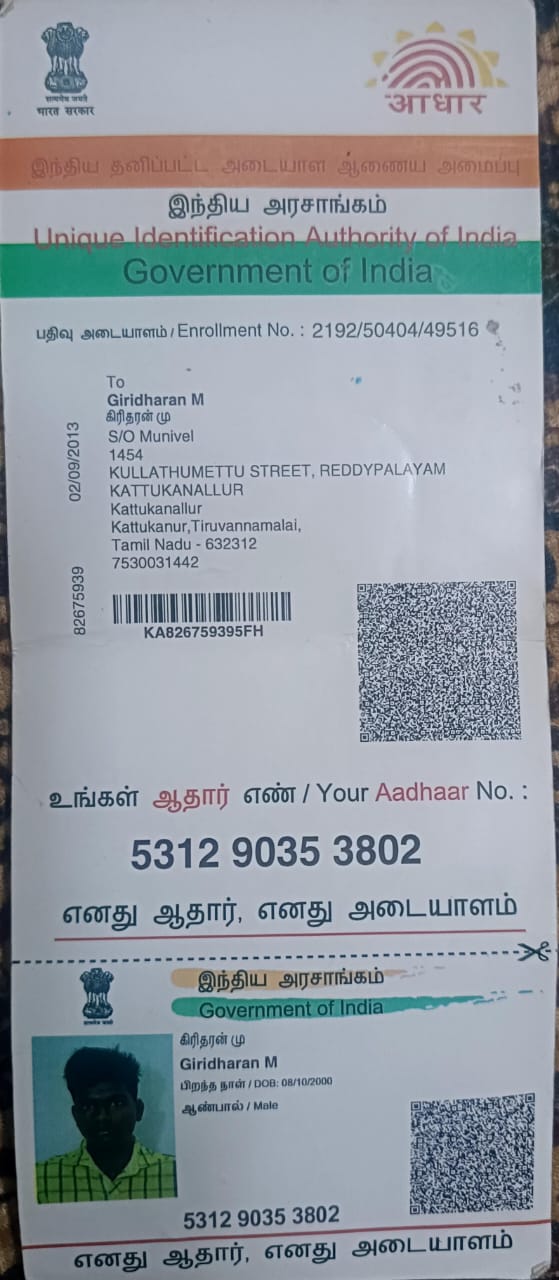 सत्यमेव जयते
भारत सरकार
आधार
இந்திய தனிப்பட்ட அடையாள ஆணைய அமைப்பு
இந்திய அரசாங்கம்
Unique Identification Authority of India
Government of India
பதிவு அடையாளம் / Enrollment No. : 2192/50404/49516
To
Giridharan M
கிரிதரன் மு
S/O Munivel
1454
KULLATHUMETTU STREET, REDDYPALAYAM
KATTUKANALLUR
Kattukanallur
Kattukanur,Tiruvannamalai,
Tamil Nadu - 632312
7530031442
02/09/2013
82675939
KA826759395FH
உங்கள் ஆதார் எண் / Your Aadhaar No. :
5312 9035 3802
எனது ஆதார், எனது அடையாளம்
இந்திய அரசாங்கம்
Government of India
கிரிதரன் மு
Giridharan M
பிறந்த நாள் / DOB: 08/10/2000
ஆண்பால் / Male
5312 9035 3802
எனது ஆதார், எனது அடையாளம்